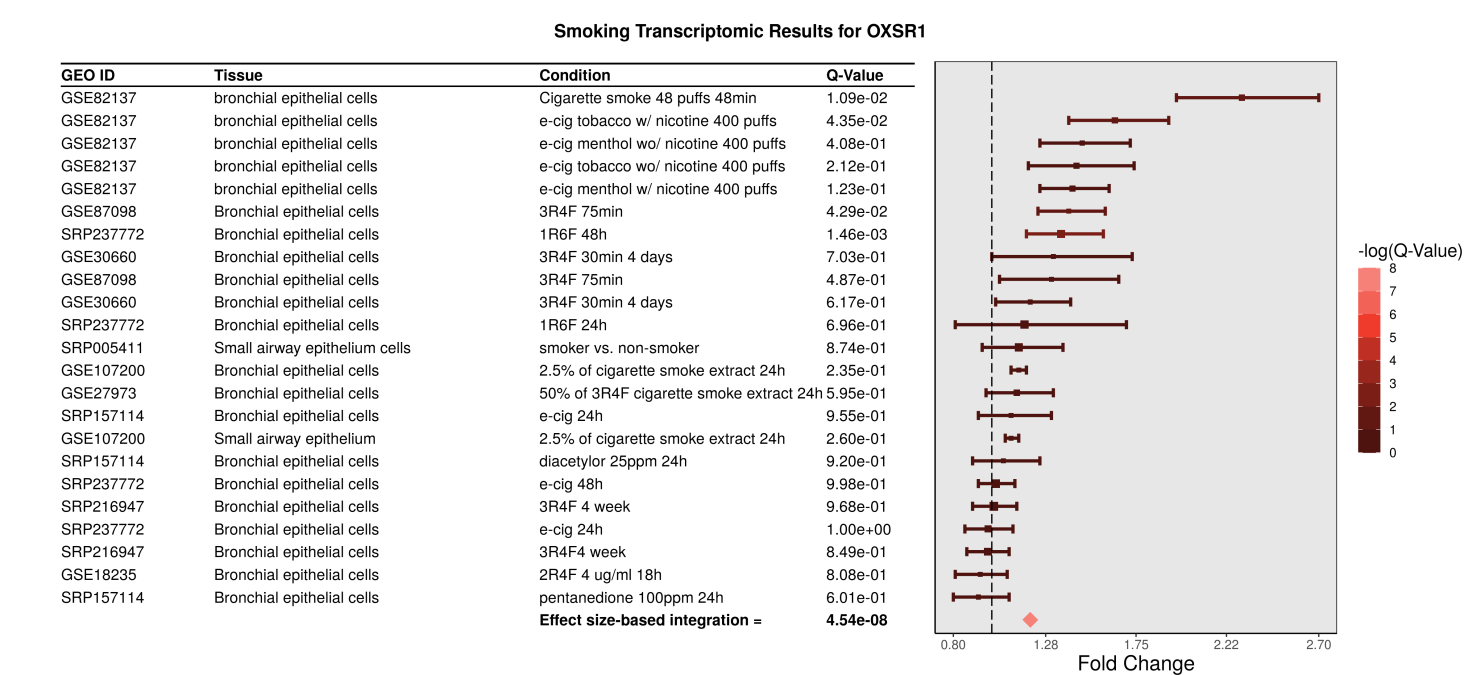 Smoking Transcriptomic Results for OXSR1
GEO ID Tissue Condition Q-Value
GSE82137 bronchial epithelial cells Cigarette smoke 48 puffs 48min 1.09e-02
GSE82137 bronchial epithelial cells e-cig tobacco w/ nicotine 400 puffs 4.35e-02
GSE82137 bronchial epithelial cells e-cig menthol wo/ nicotine 400 puffs 4.08e-01
GSE82137 bronchial epithelial cells e-cig tobacco wo/ nicotine 400 puffs 2.12e-01
GSE82137 bronchial epithelial cells e-cig menthol w/ nicotine 400 puffs 1.23e-01
GSE87098 Bronchial epithelial cells 3R4F 75min 4.29e-02
SRP237772 Bronchial epithelial cells 1R6F 48h 1.46e-03
GSE30660 Bronchial epithelial cells 3R4F 30min 4 days 7.03e-01
GSE87098 Bronchial epithelial cells 3R4F 75min 4.87e-01
GSE30660 Bronchial epithelial cells 3R4F 30min 4 days 6.17e-01
SRP237772 Bronchial epithelial cells 1R6F 24h 6.96e-01
SRP005411 Small airway epithelium cells smoker vs. non-smoker 8.74e-01
GSE107200 Bronchial epithelial cells 2.5% of cigarette smoke extract 24h 2.35e-01
GSE27973 Bronchial epithelial cells 50% of 3R4F cigarette smoke extract 24h 5.95e-01
SRP157114 Bronchial epithelial cells e-cig 24h 9.55e-01
GSE107200 Small airway epithelium 2.5% of cigarette smoke extract 24h 2.60e-01
SRP157114 Bronchial epithelial cells diacetylor 25ppm 24h 9.20e-01
SRP237772 Bronchial epithelial cells e-cig 48h 9.98e-01
SRP216947 Bronchial epithelial cells 3R4F 4 week 9.68e-01
SRP237772 Bronchial epithelial cells e-cig 24h 1.00e+00
SRP216947 Bronchial epithelial cells 3R4F4 week 8.49e-01
GSE18235 Bronchial epithelial cells 2R4F 4 ug/ml 18h 8.08e-01
SRP157114 Bronchial epithelial cells pentanedione 100ppm 24h 6.01e-01
Effect size-based integration = 4.54e-08
0.80 1.28 1.75 2.22 2.70
Fold Change
-log(Q-Value)
8
7
6
5
4
3
2
1
0